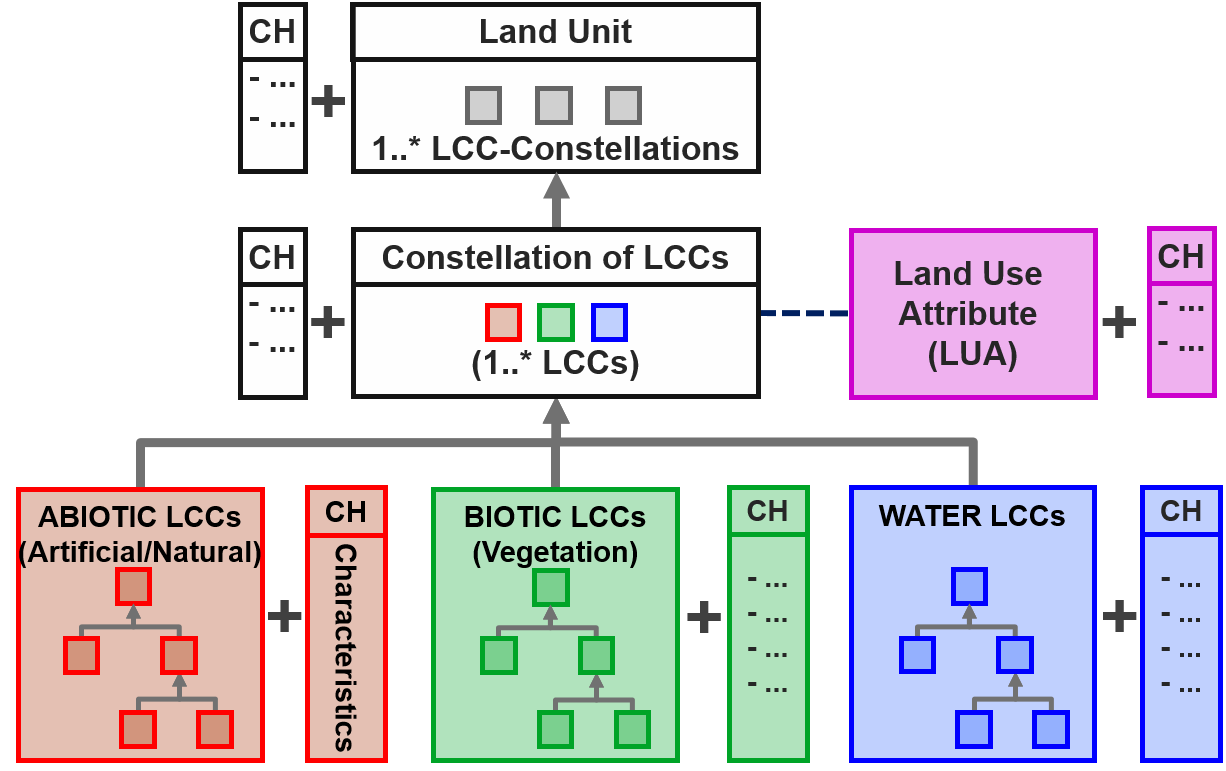 CH
- ...
- ...
Land Unit
1..* LCC-Constellations
CH
- ...
- ...
Constellation of LCCs
(1..* LCCs)
Land Use
Attribute
(LUA)
CH
- ...
- ...
ABIOTIC LCCs
(Artificial/Natural)
CH
Characteristics
BIOTIC LCCs
(Vegetation)
CH
- ...
- ...
- ...
- ...
WATER LCCs
CH
- ...
- ...
- ...
- ...